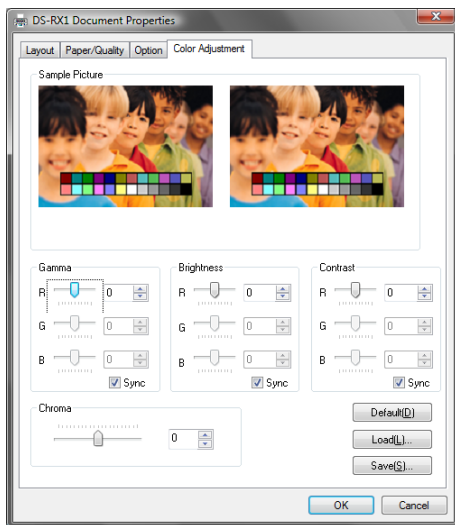 DS-RX1 Document Properties
Layout Paper/Quality Option Color Adjustment
Sample Picture
Gamma Brightness Contrast
R 0 R 0 R 0
G 0 G 0 G 0
B 0 B 0 B 0
Sync Sync Sync
Chroma
0
Default(D)
Load(L)...
Save(S)...
OK Cancel